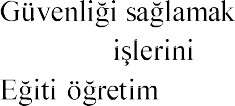 Güvenliği sağlamak
işlerini
Eğiti öğretim